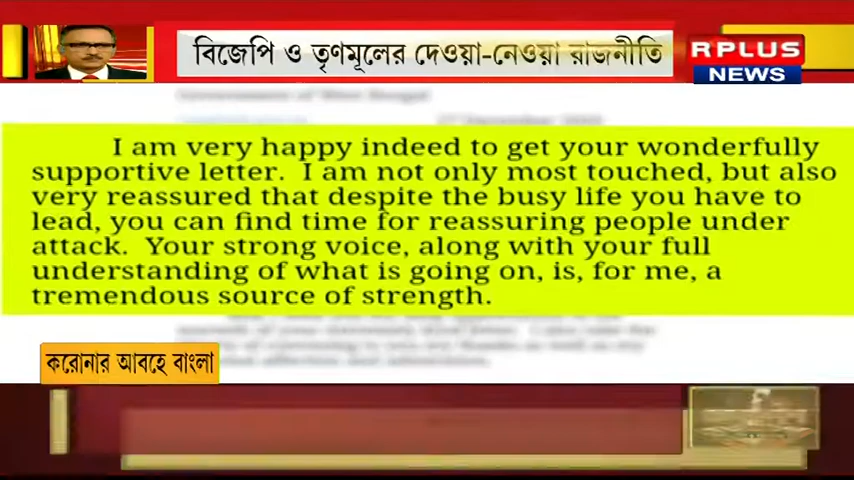 বিজেপি ও তৃণমূলের দেওয়া-নেওয়া রাজনীতি
RPLUS
NEWS
I am very happy indeed to get your wonderfully
supportive letter. I am not only most touched, but also
very reassured that despite the busy life you have to
lead, you can find time for reassuring people under
attack. Your strong voice, along with your full
understanding of what is going on, is, for me, a
tremendous source of strength.
করোনার আবহে বাংলা